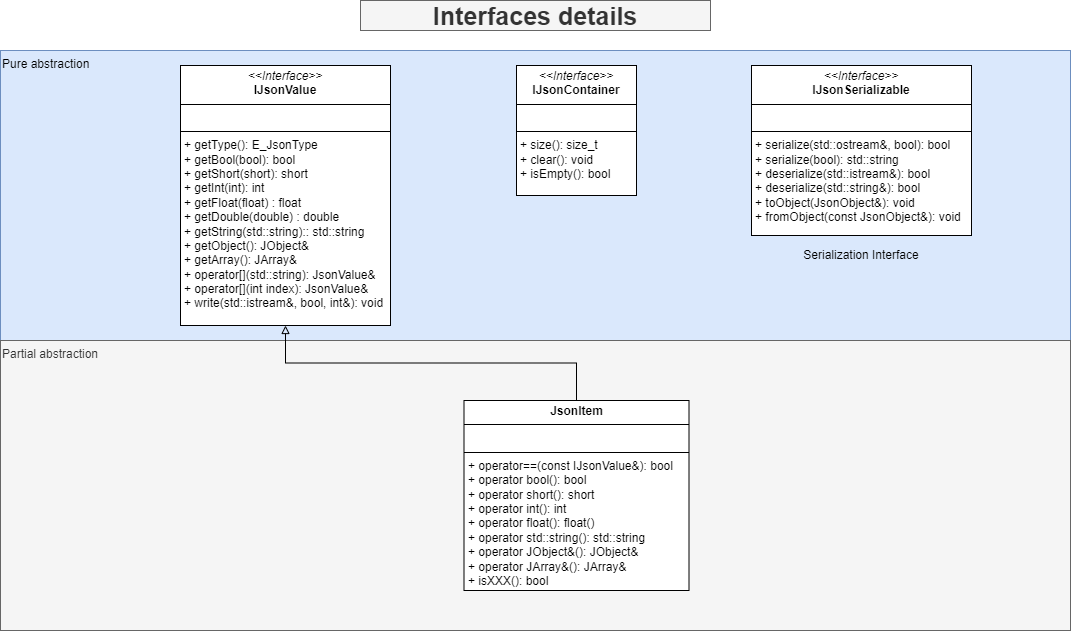 Interfaces details
Pure abstraction
<<Interface>>
IJsonValue
+ getType(): E_JsonType
+ getBool(bool): bool
+ getShort(short): short
+ getInt(int): int
+ getFloat(float) : float
+ getDouble(double) : double
+ getString(std::string):: std::string
+ getObject(): JObject&
+ getArray(): JArray&
+ operator[](std::string): JsonValue&
+ operator[](int index): JsonValue&
+ write(std::istream&, bool, int&): void
<<Interface>>
IJsonContainer
+ size(): size_t
+ clear(): void
+ isEmpty(): bool
<<Interface>>
IJsonSerializable
+ serialize(std::ostream&, bool): bool
+ serialize(bool): std::string
+ deserialize(std::istream&): bool
+ deserialize(std::string&): bool
+ toObject(JsonObject&): void
+ fromObject(const JsonObject&): void
Serialization Interface
Partial abstraction
JsonItem
+ operator==(const IJsonValue&): bool
+ operator bool(): bool
+ operator short(): short
+ operator int(): int
+ operator float(): float()
+ operator std::string(): std::string
+ operator JObject&(): JObject&
+ operator JArray&(): JArray&
+ isXXX(): bool